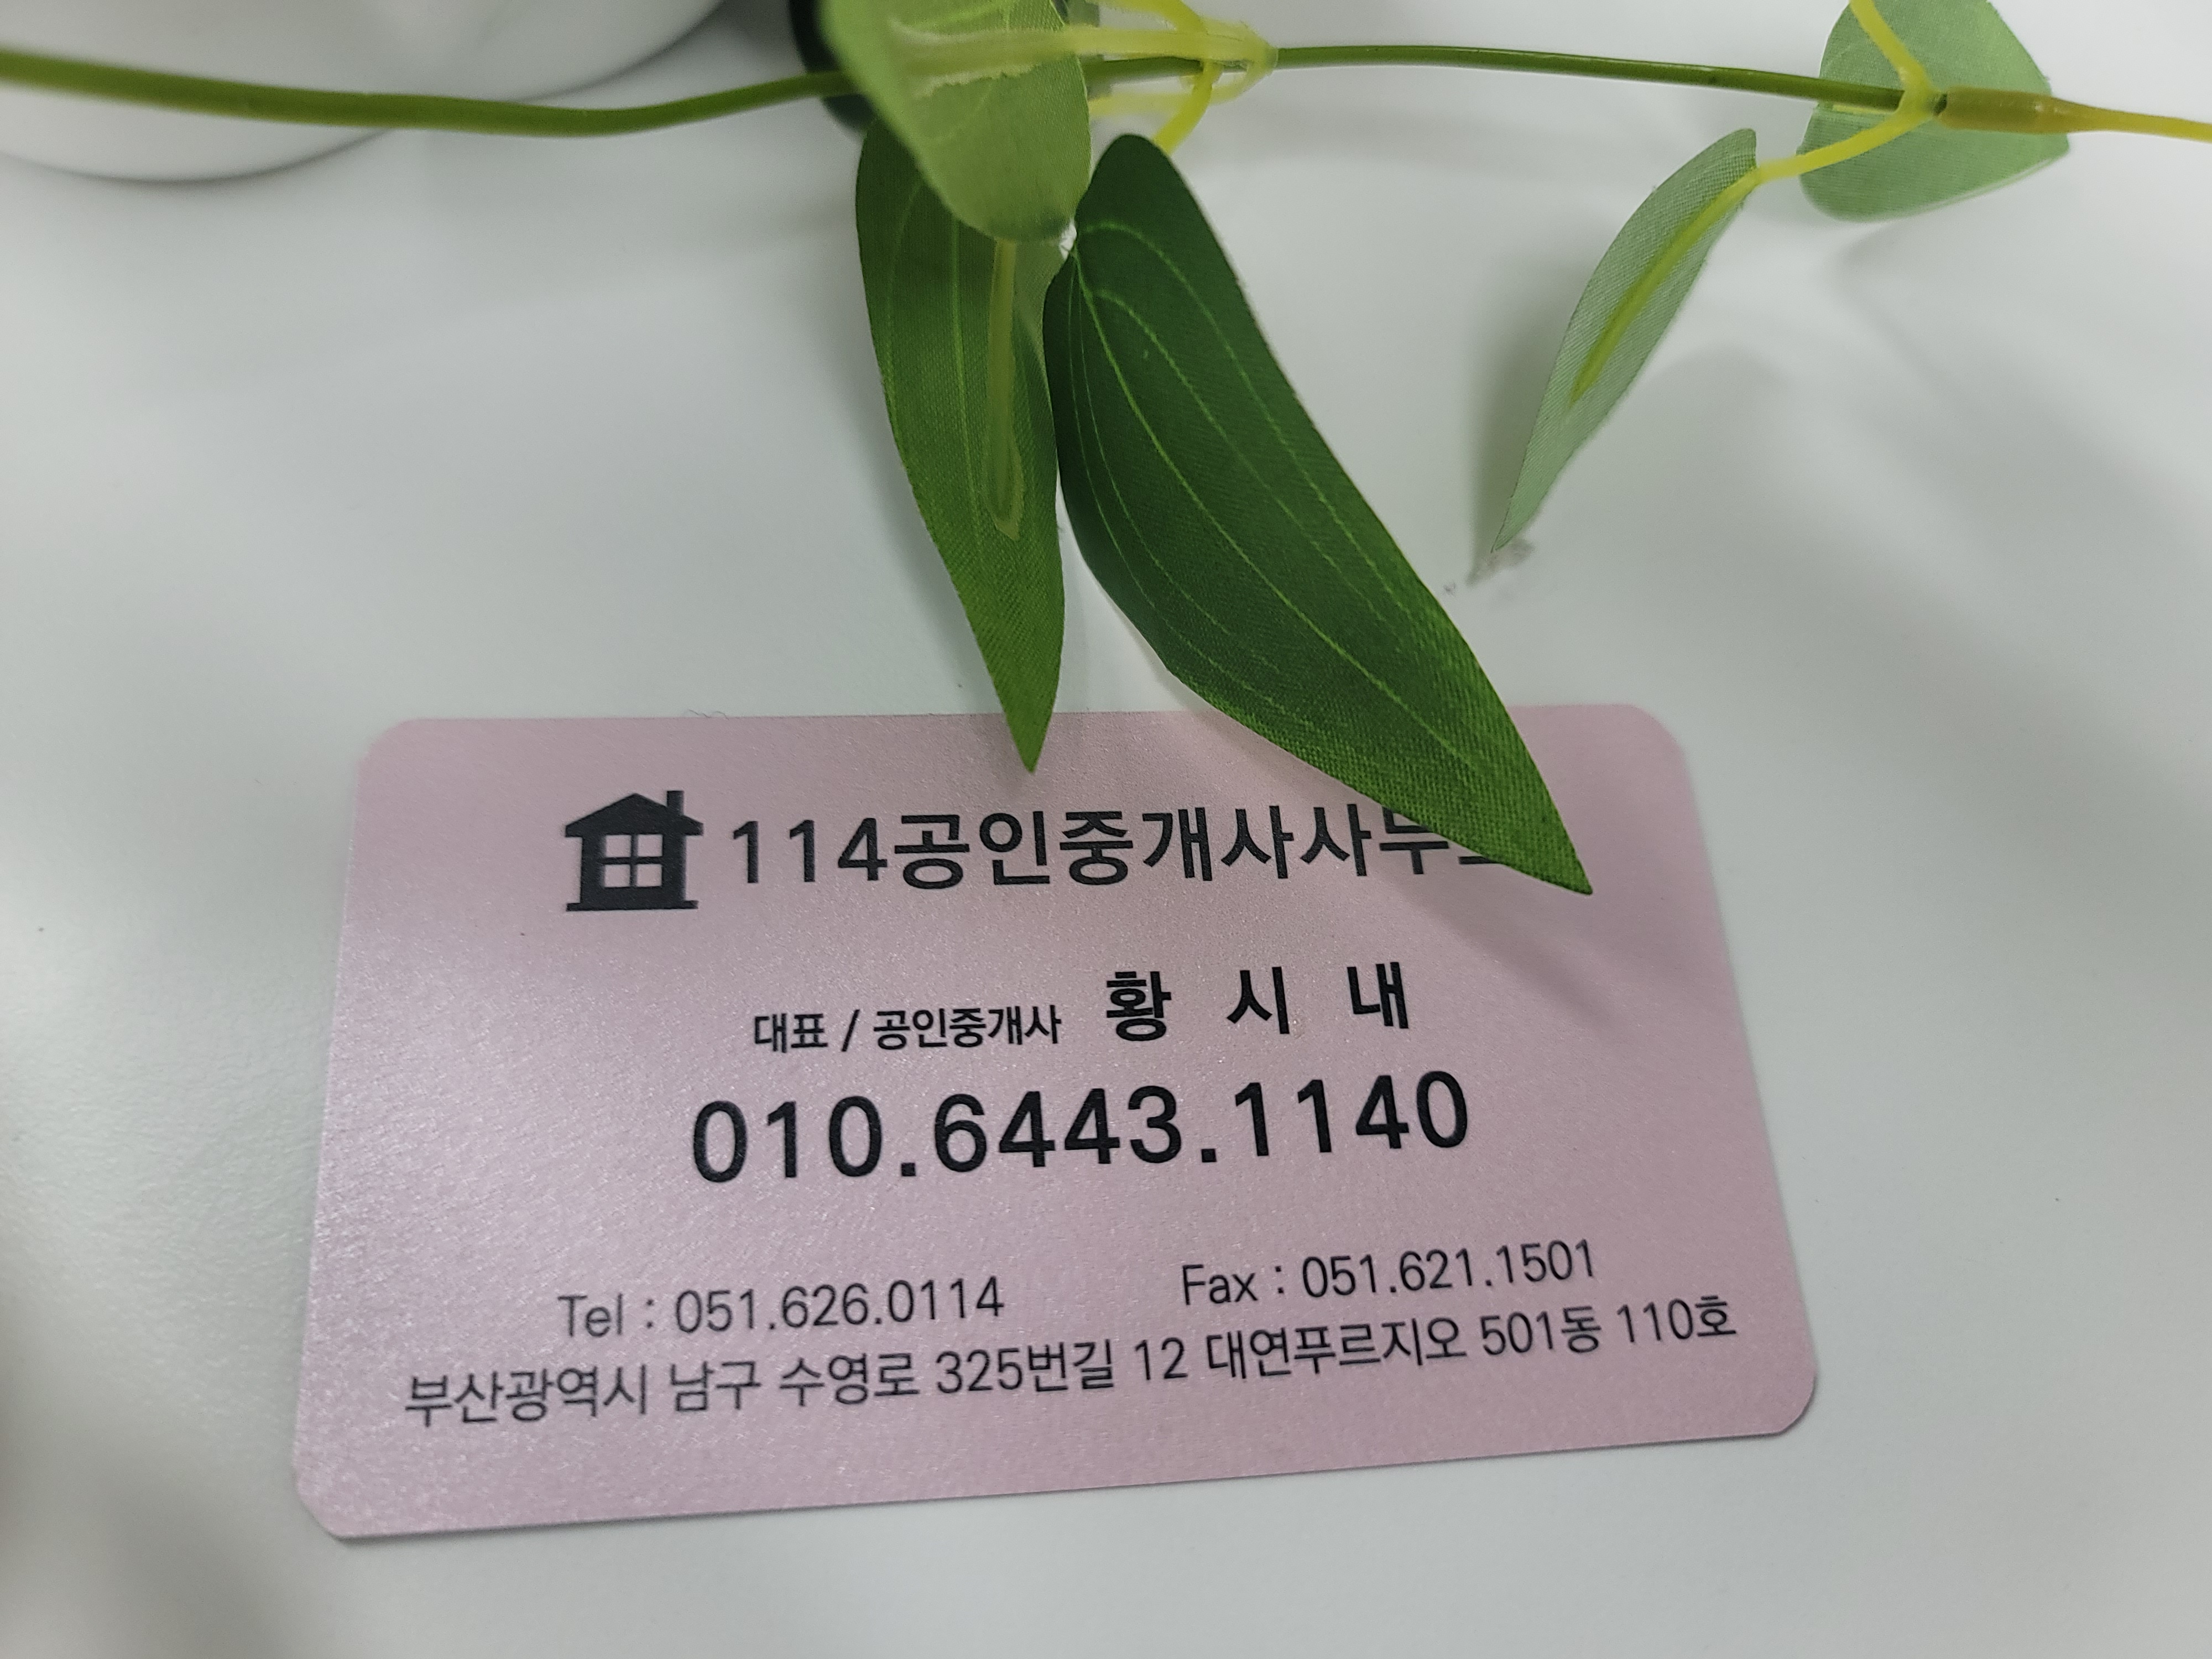 114공인중개사사무소
대표 / 공인중개사 황 시 내
010.6443.1140
Tel : 051.626.0114 Fax : 051.621.1501
부산광역시 남구 수영로 325번길 12 대연푸르지오 501동 110호